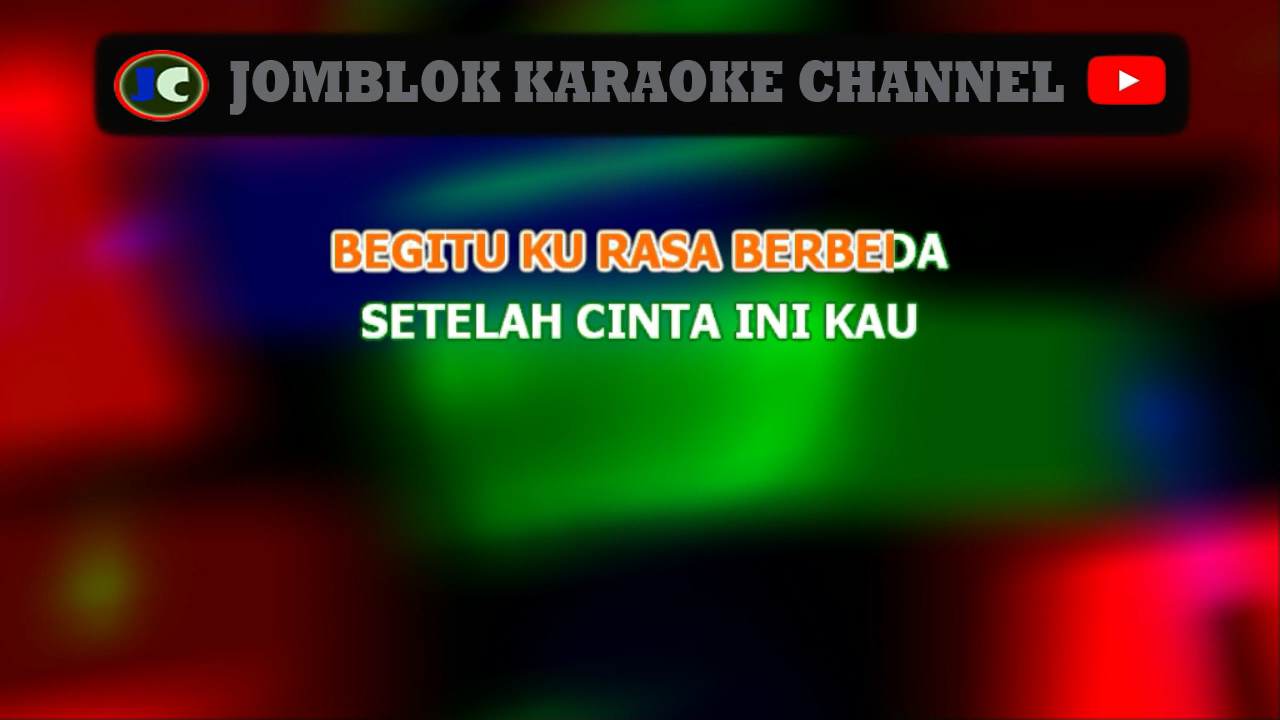 JC JOMBLOK KARAOKE CHANNEL
BEGITU KU RASA BERBEDA
SETELAH CINTA INI KAU